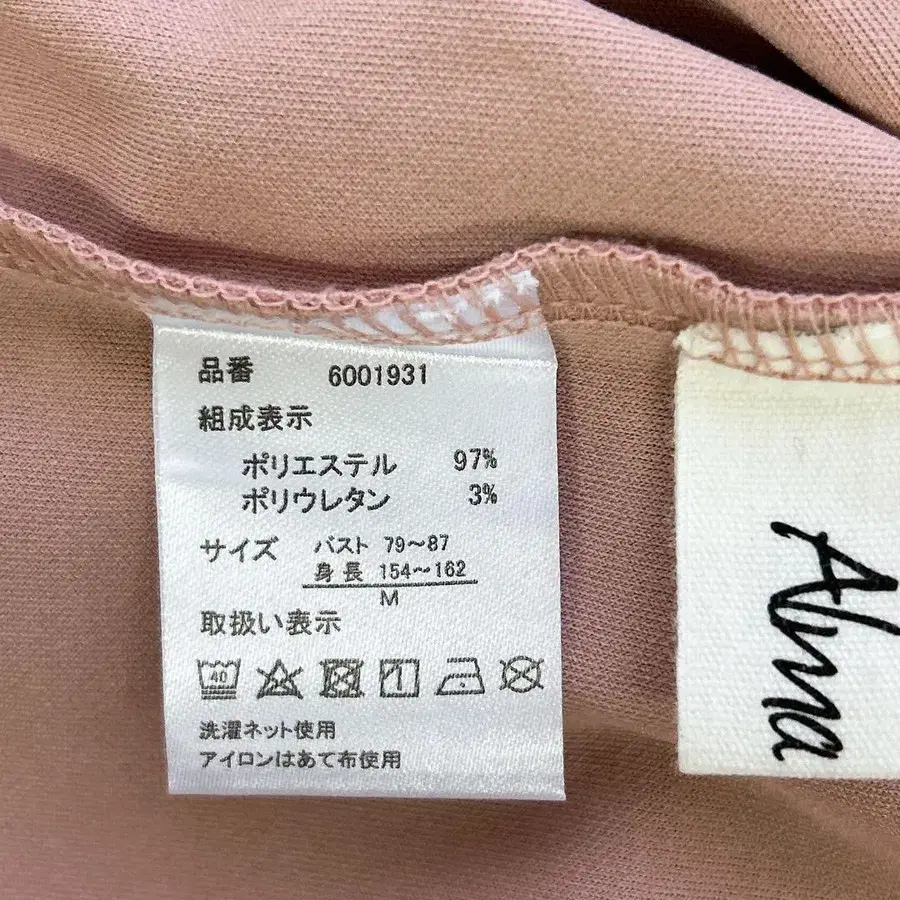 品番 6001931
組成表示
ポリエステル 97%
ポリウレタン 3%
サイズ バスト 79~87
身長 154~162
M
取扱い表示
40
洗濯ネット使用
アイロンはあて布使用
Alma